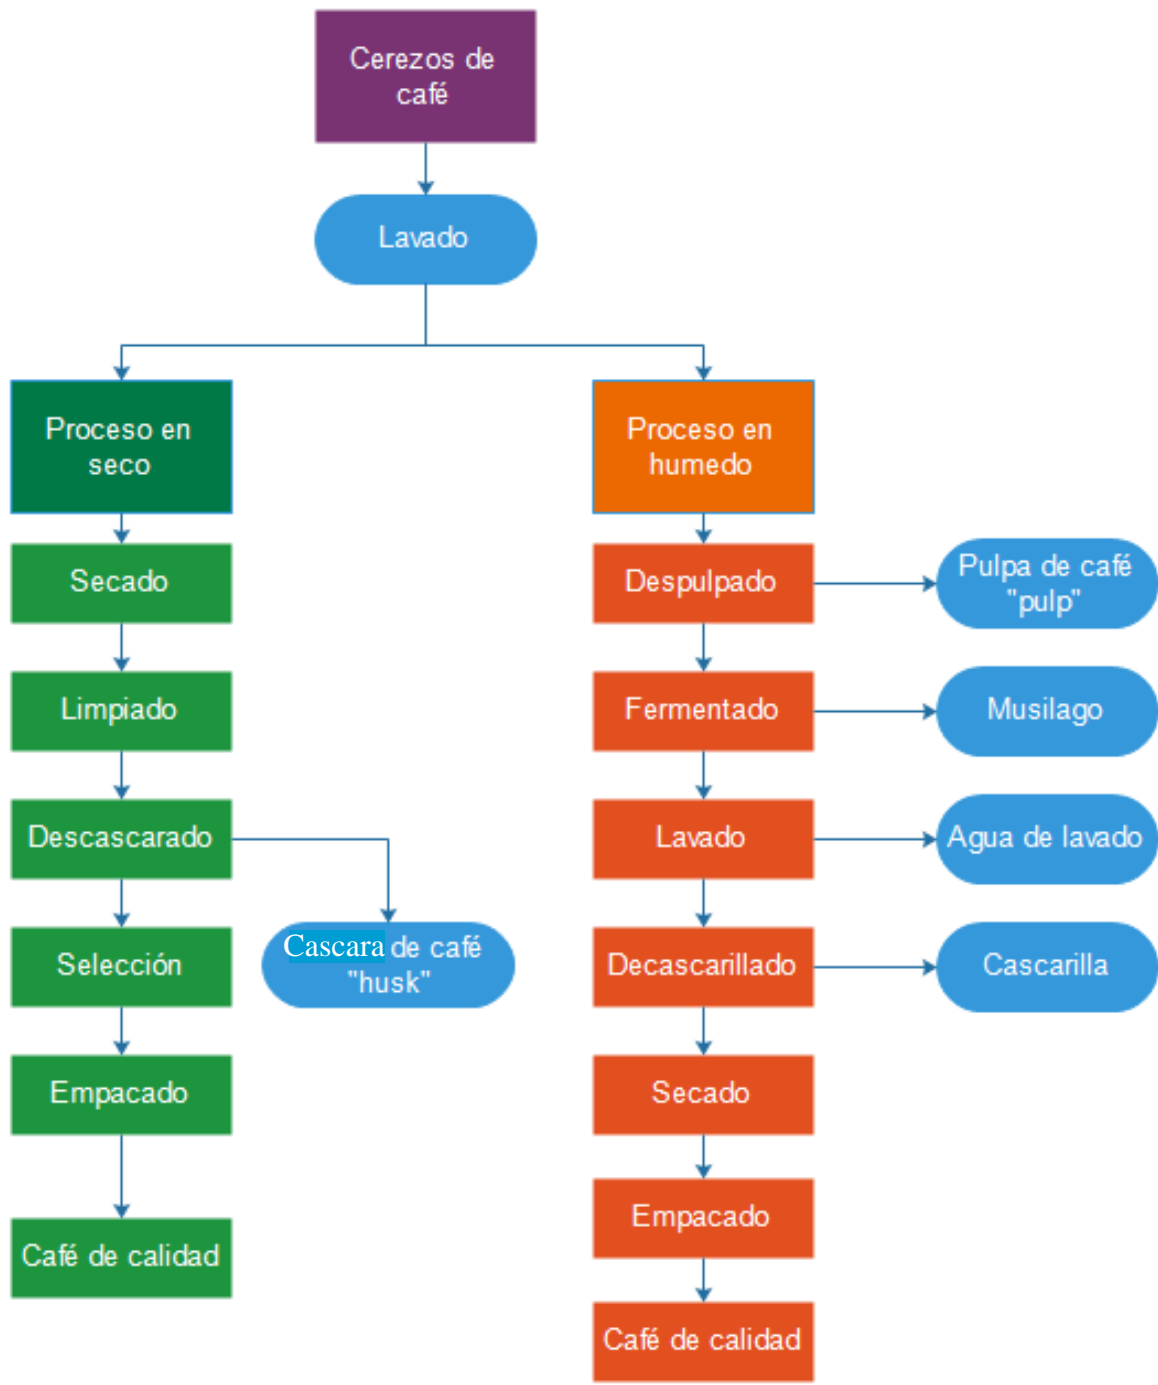 Cerezos de
café
Lavado
Proceso en
seco
Secado
Limpiado
Descascarado
Cascara de café
"husk"
Selección
Empacado
Café de calidad
Proceso en
humedo
Despulpado
Pulpa de café
"pulp"
Fermentado
Musilago
Lavado
Agua de lavado
Decascarillado
Cascarilla
Secado
Empacado
Café de calidad